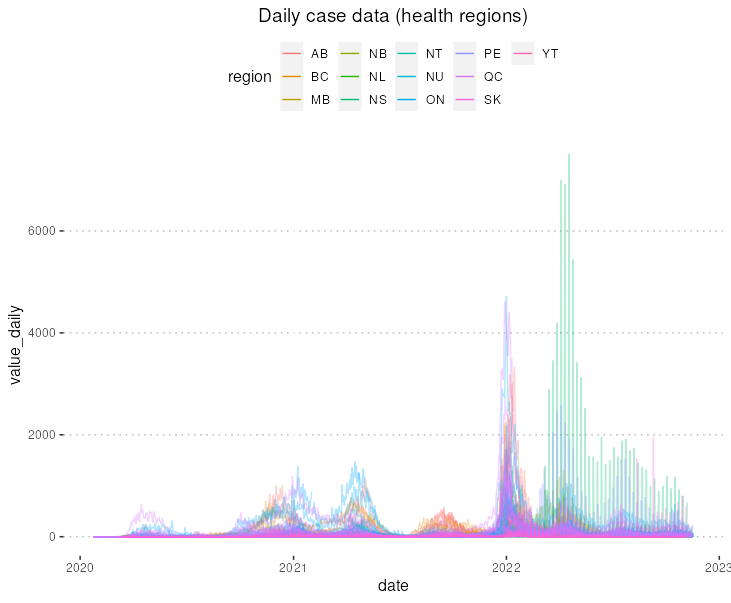 Daily case data (health regions)
AB NB NT PE YT
region BC NL NU QC
MB NS ON SK
6000
4000
2000
0
value_daily
2020 2021 2022 2023
date